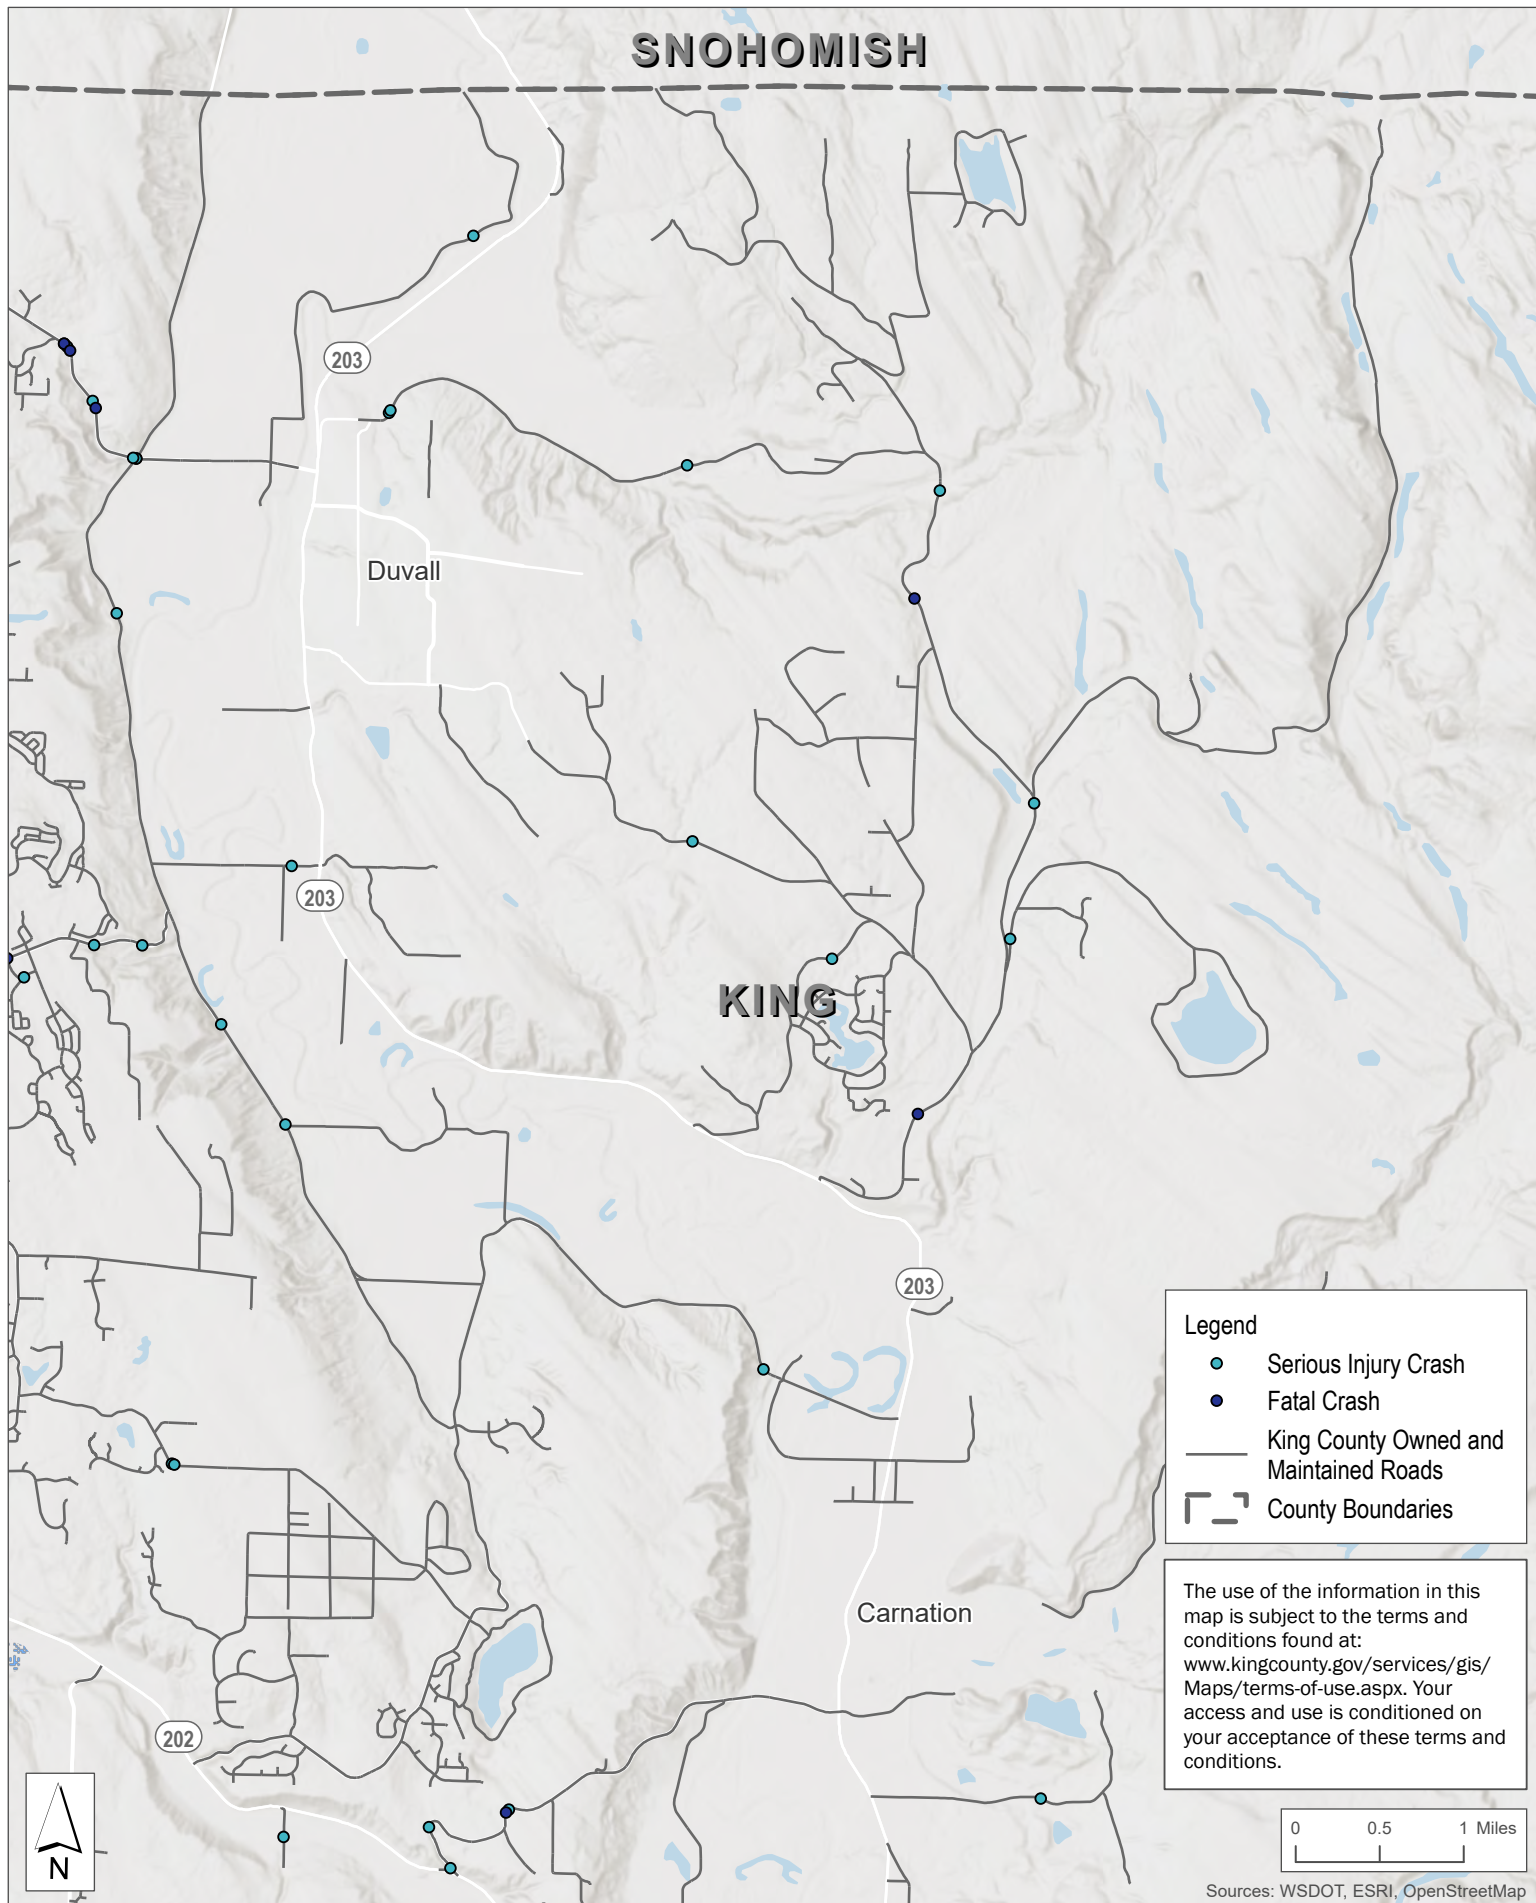 SNOHOMISH
203
Duvall
203
KING
203
Legend
Serious Injury Crash
Fatal Crash
King County Owned and
Maintained Roads
County Boundaries
Carnation
The use of the information in this
map is subject to the terms and
conditions found at:
www.kingcounty.gov/services/gis/
Maps/terms-of-use.aspx. Your
access and use is conditioned on
your acceptance of these terms and
conditions.
202
N
0 0.5 1 Miles
Sources: WSDOT, ESRI, OpenStreetMap